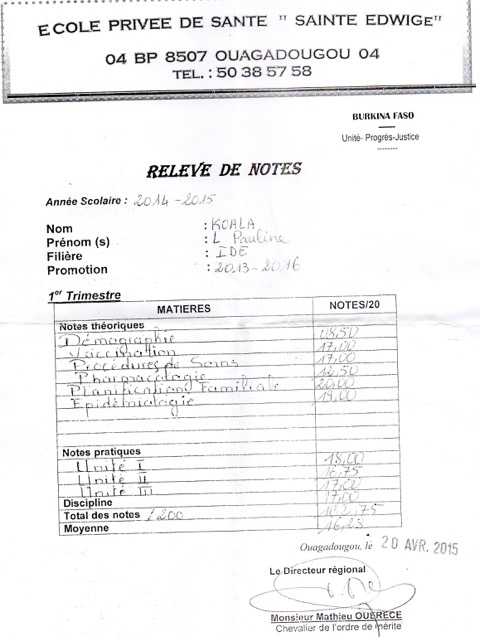 ECOLE PRIVEE DE SANTE " SAINTE EDWIGE"
04 BP 8507 OUAGADOUGOU 04
TEL. : 50 38 57 58
BURKINA FASO
Unité- Progrès-Justice
RELEVE DE NOTES
Année Scolaire : 2014-2015
Nom : KOALA
Prénom (s) : L Pauline
Filière : IDE
Promotion : 2013-2016
1er Trimestre
MATIERES NOTES/20
Notes théoriques
Démographie 08,50
Vaccination 17,00
Procédures de Soins 17,00
Pharmacologie 12,50
Planification Familiale 20,00
Epidémiologie 19,00
Notes pratiques
Unité I 18,00
Unité II 16,75
Unité III 17,00
Discipline 17,00
Total des notes /200 162,75
Moyenne 16,25
Ouagadougou, le 20 AVR. 2015
Le Directeur régional
Monsieur Mathieu OUERECE
Chevalier de l'ordre de mérite